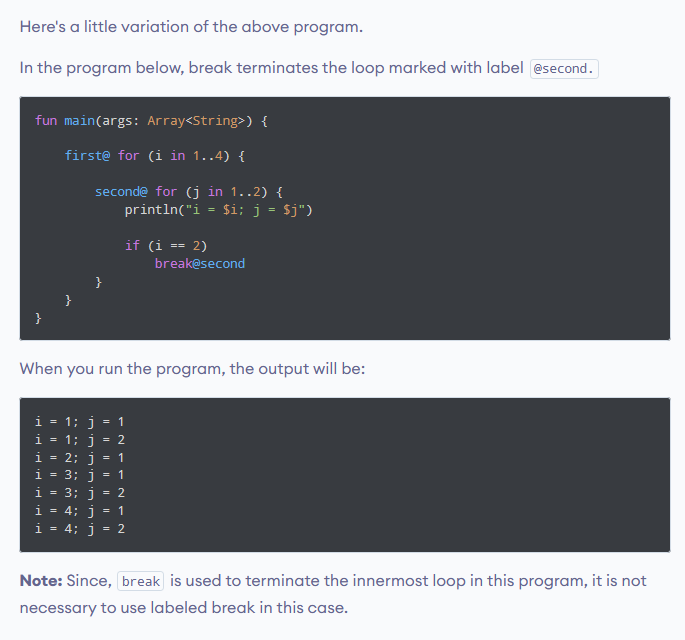 Here's a little variation of the above program.
In the program below, break terminates the loop marked with label @second.
fun main(args: Array<String>) {
first@ for (i in 1..4) {
second@ for (j in 1..2) {
println("i = $i; j = $j")
if (i == 2)
break@second
}
}
}
When you run the program, the output will be:
i = 1; j = 1
i = 1; j = 2
i = 2; j = 1
i = 3; j = 1
i = 3; j = 2
i = 4; j = 1
i = 4; j = 2
Note: Since, break is used to terminate the innermost loop in this program, it is not
necessary to use labeled break in this case.